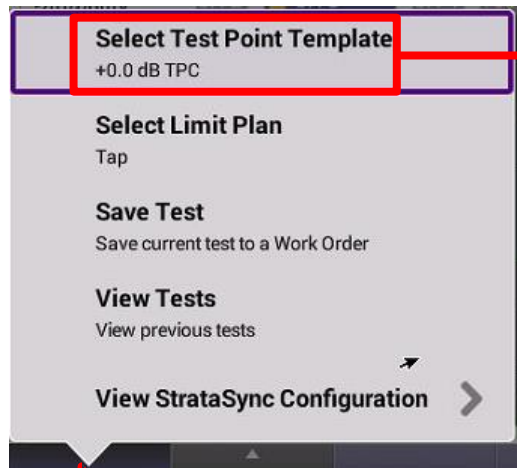 Select Test Point Template
+0.0 dB TPC
Select Limit Plan
Tap
Save Test
Save current test to a Work Order
View Tests
View previous tests
View StrataSync Configuration